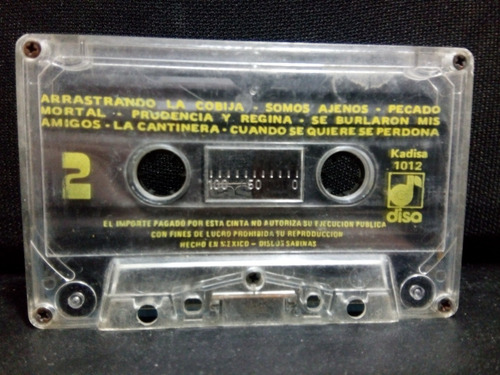 ARRASTRANDO LA COBIJA - SOMOS AJENOS - PECADO
MORTAL - PRUDENCIA Y REGINA - SE BURLARON MIS
AMIGOS - LA CANTINERA - CUANDO SE QUIERE SE PERDONA
2
100 50 0
Kadisa
1012
disa
EL IMPORTE PAGADO POR ESTA CINTA NO AUTORIZA SU EJECUCION PUBLICA
CON FINES DE LUCRO PROHIBIDA TU REPRODUCCION
HECHO EN MEXICO - DISCOS SABINAS